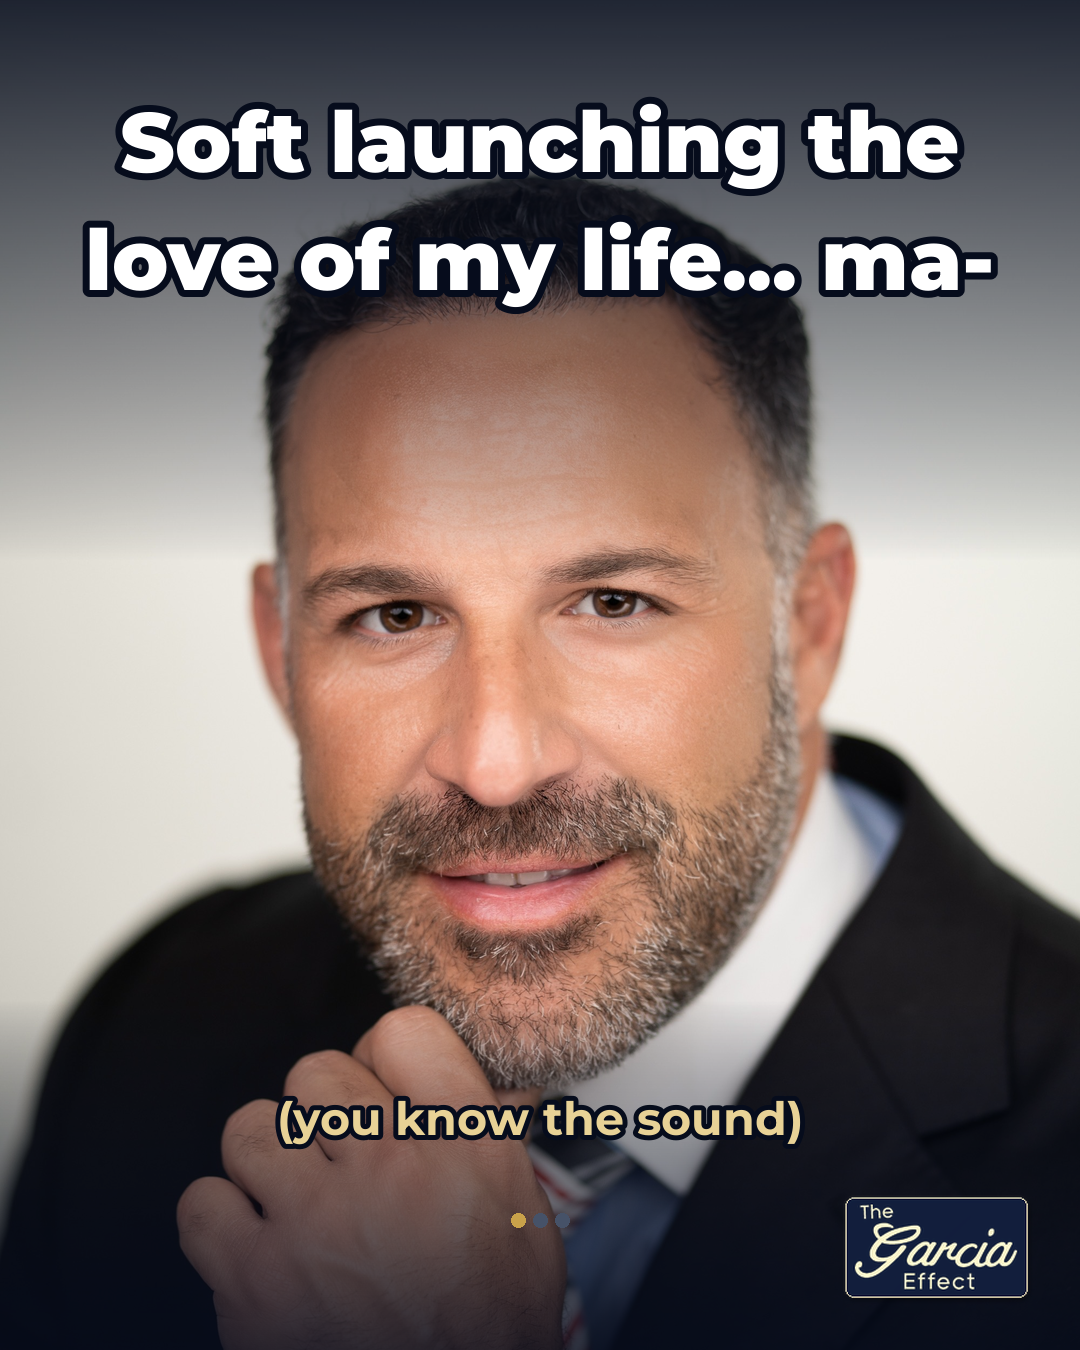 Soft launching the
love of my life... ma-
(you know the sound)
The
Garcia
Effect